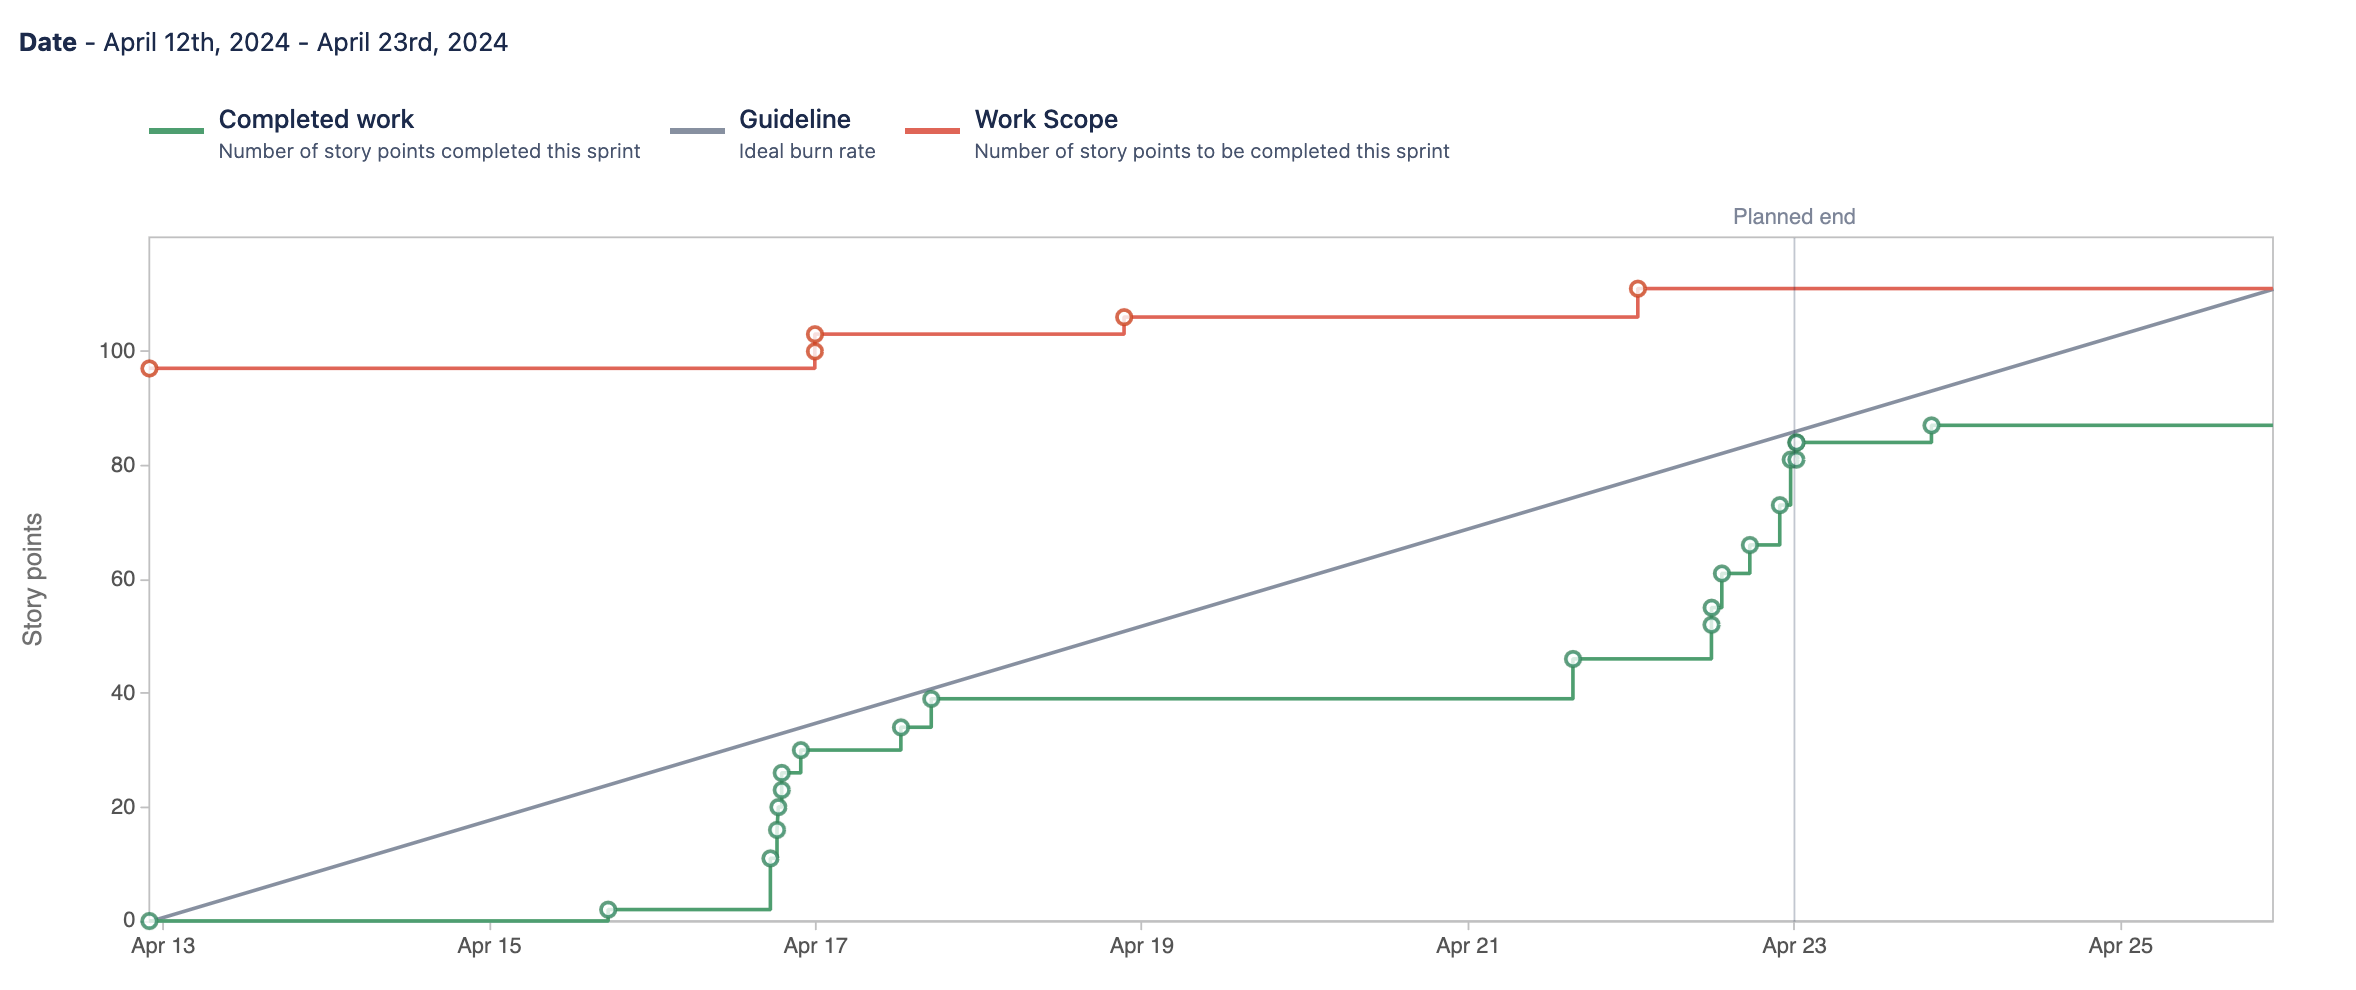 Date - April 12th, 2024 - April 23rd, 2024
Completed work
Number of story points completed this sprint
Guideline
Ideal burn rate
Work Scope
Number of story points to be completed this sprint
Planned end
Story points
100
80
60
40
20
0
Apr 13
Apr 15
Apr 17
Apr 19
Apr 21
Apr 23
Apr 25